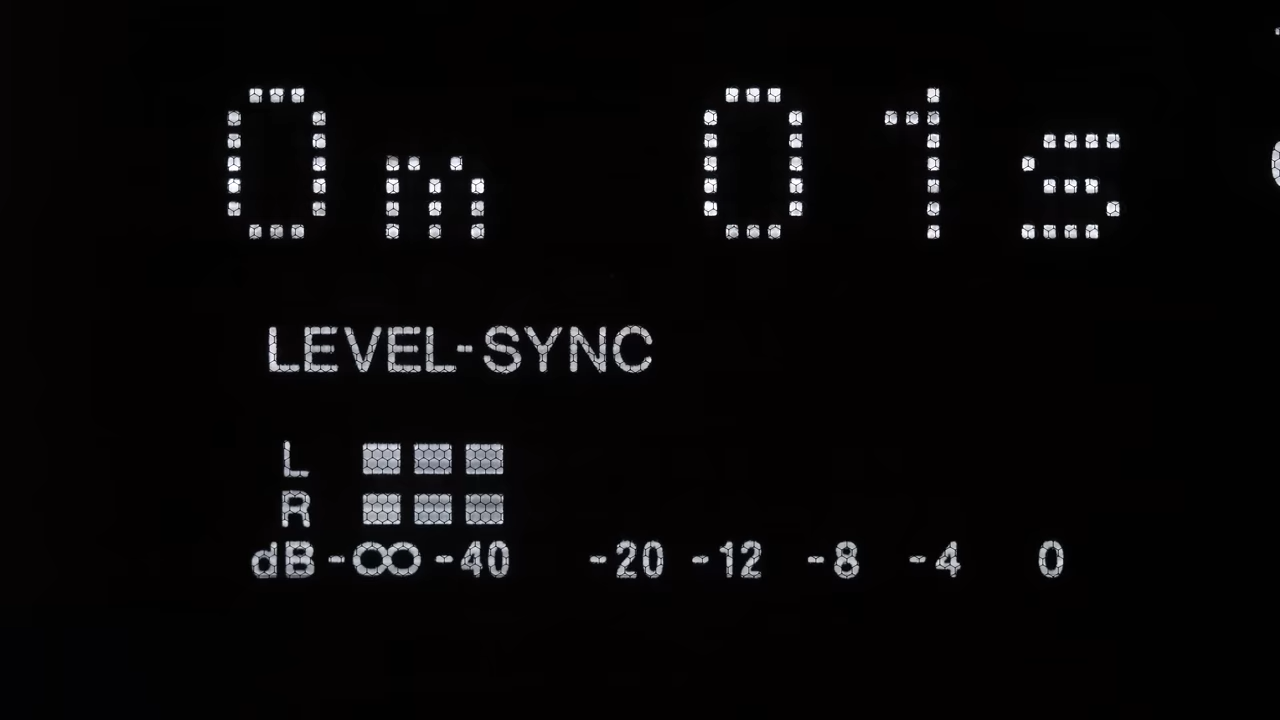 0m 01s
LEVEL-SYNC
L
R
dB -∞ -40 -20 -12 -8 -4 0